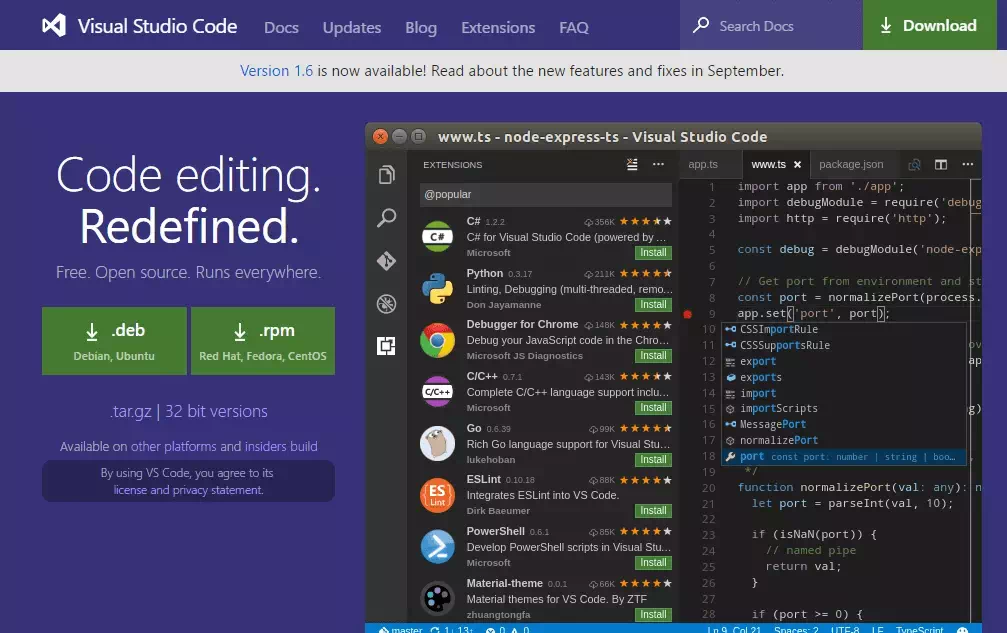 Visual Studio Code Docs Updates Blog Extensions FAQ Search Docs Download
Version 1.6 is now available! Read about the new features and fixes in September.
Code editing.
Redefined.
Free. Open source. Runs everywhere.
.deb
Debian, Ubuntu
.rpm
Red Hat, Fedora, CentOS
.tar.gz | 32 bit versions
Available on other platforms and insiders build
By using VS Code, you agree to its
license and privacy statement.
www.ts - node-express-ts - Visual Studio Code
EXTENSIONS
@popular
C# 1.2.2 356K
C# for Visual Studio Code (powered by ...
Microsoft Install
Python 0.3.17 211K
Linting, Debugging (multi-threaded, remo...
Don Jayamanne Install
Debugger for Chrome 148K
Debug your JavaScript code in the Chro...
Microsoft JS Diagnostics Install
C/C++ 0.7.1 143K
Complete C/C++ language support inclu...
Microsoft Install
Go 0.6.39 99K
Rich Go language support for Visual Stu...
lukehoban Install
ESLint 0.10.18 88K
Integrates ESLint into VS Code.
Dirk Baeumer Install
PowerShell 0.6.1 85K
Develop PowerShell scripts in Visual Stu...
Microsoft Install
Material-theme 0.0.1 66K
Material themes for VS Code. By ZTF
zhuangtongfa Install
C#
C/C++
ES
Lint
app.ts www.ts package.json
1 import app from './app';
2 import debugModule = require('debug
3 import http = require('http');
4
5 const debug = debugModule('node-exp
6
7 // Get port from environment and st
8 const port = normalizePort(process.
9 app.set('port', port);
10 CSSImportRule
11 CSSSupportsRule
12 export
13 exports
14 import
15 importScripts
16 MessagePort
17 normalizePort
18 port const port: number | string | boo...
19 */
20 function normalizePort(val: any): n
21 let port = parseInt(val, 10);
22
23 if (isNaN(port)) {
24 // named pipe
25 return val;
26 }
27
28 if (port >= 0) {
master 1↓ 13↑ 0 0 Ln 9, Col 21 Spaces: 2 UTF-8 LF TypeScript